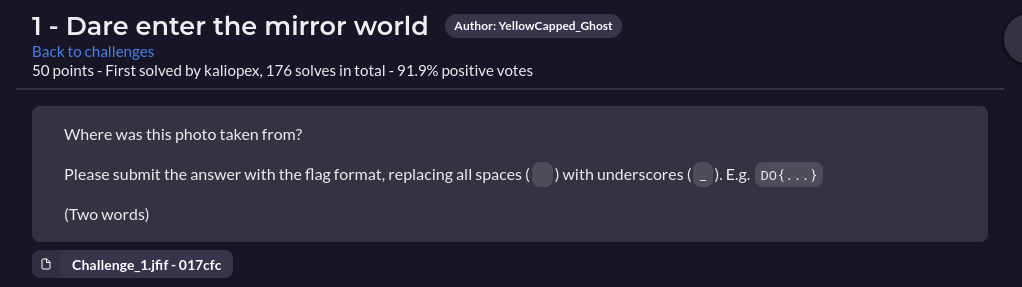 1 - Dare enter the mirror world Author: YellowCapped_Ghost
Back to challenges
50 points - First solved by kaliopex, 176 solves in total - 91.9% positive votes
Where was this photo taken from?
Please submit the answer with the flag format, replacing all spaces ( ) with underscores ( _ ). E.g. DO{...}
(Two words)
Challenge_1.jfif - 017cfc